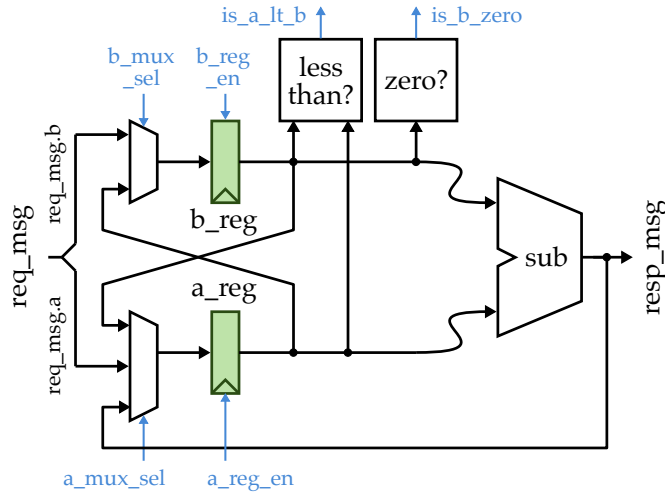 is_a_lt_b
is_b_zero
b_mux
_sel
b_reg
_en
less
than?
zero?
req_msg.b
b_reg
req_msg
sub
resp_msg
a_reg
req_msg.a
a_mux_sel
a_reg_en